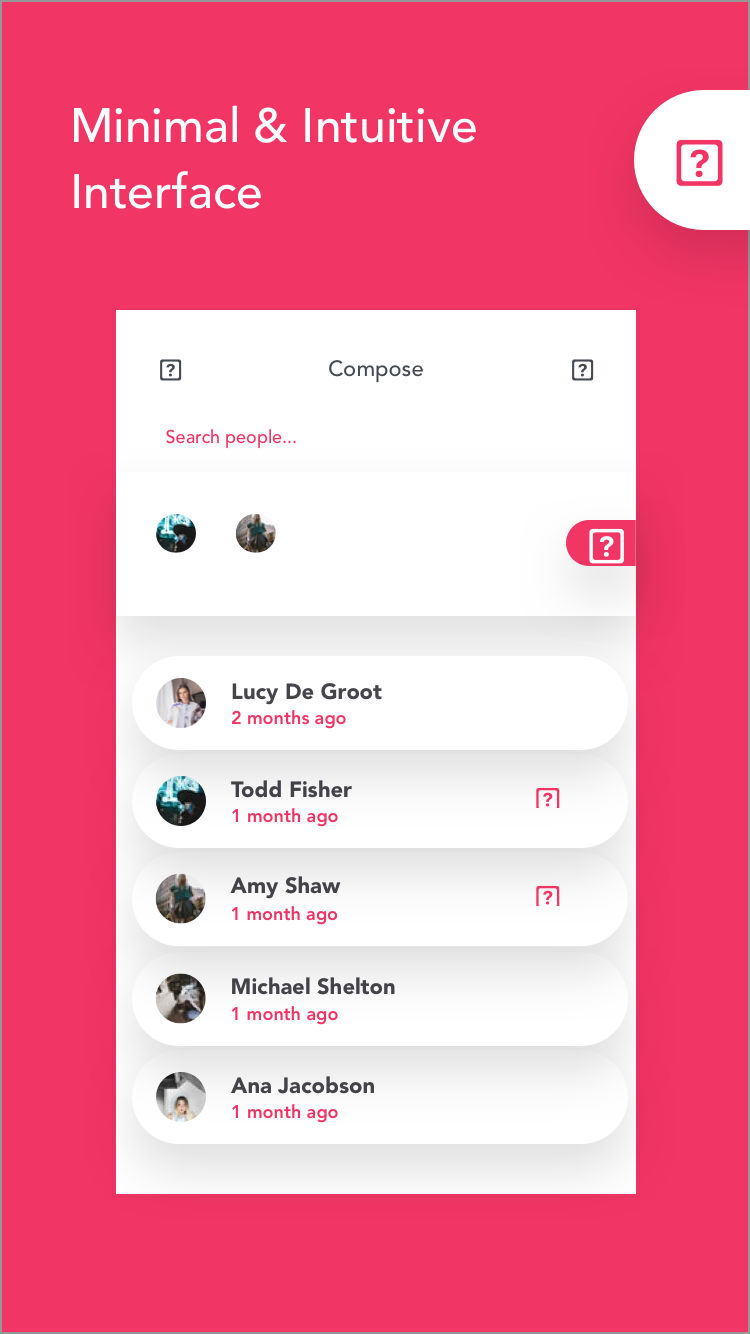 Minimal & Intuitive
Interface
Compose
Search people...
Lucy De Groot
2 months ago
Todd Fisher
1 month ago
Amy Shaw
1 month ago
Michael Shelton
1 month ago
Ana Jacobson
1 month ago